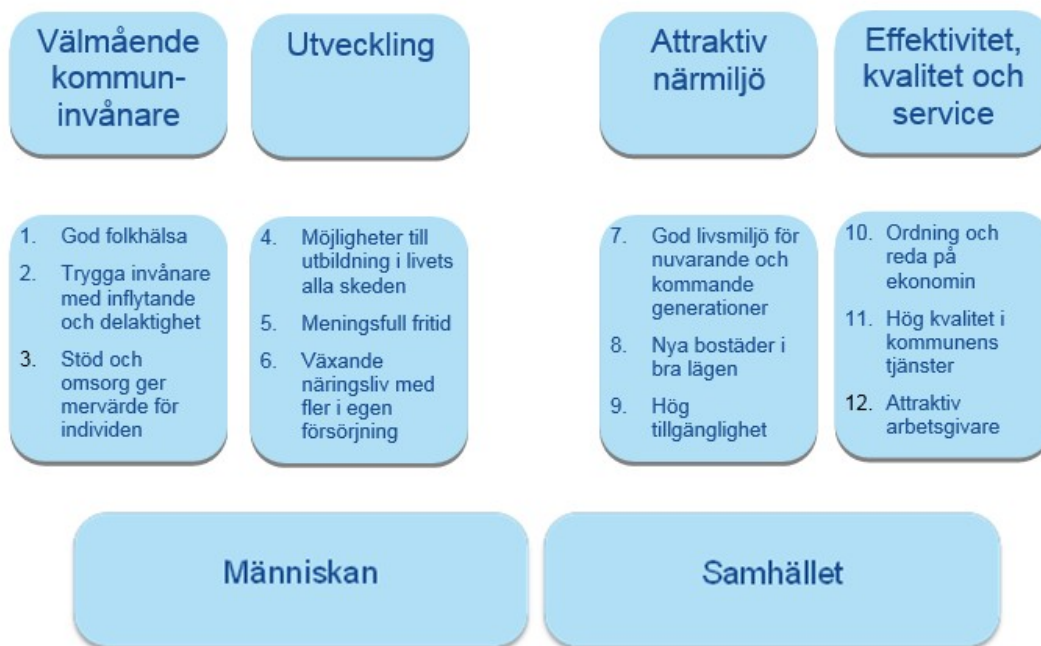 Välmående
kommun-
invånare
Utveckling
Attraktiv
närmiljö
Effektivitet,
kvalitet och
service
1. God folkhälsa
2. Trygga invånare
med inflytande
och delaktighet
3. Stöd och
omsorg ger
mervärde för
individen
4. Möjligheter till
utbildning i livets
alla skeden
5. Meningsfull fritid
6. Växande
näringsliv med
fler i egen
försörjning
7. God livsmiljö för
nuvarande och
kommande
generationer
8. Nya bostäder i
bra lägen
9. Hög
tillgänglighet
10. Ordning och
reda på
ekonomin
11. Hög kvalitet i
kommunens
tjänster
12. Attraktiv
arbetsgivare
Människan
Samhället